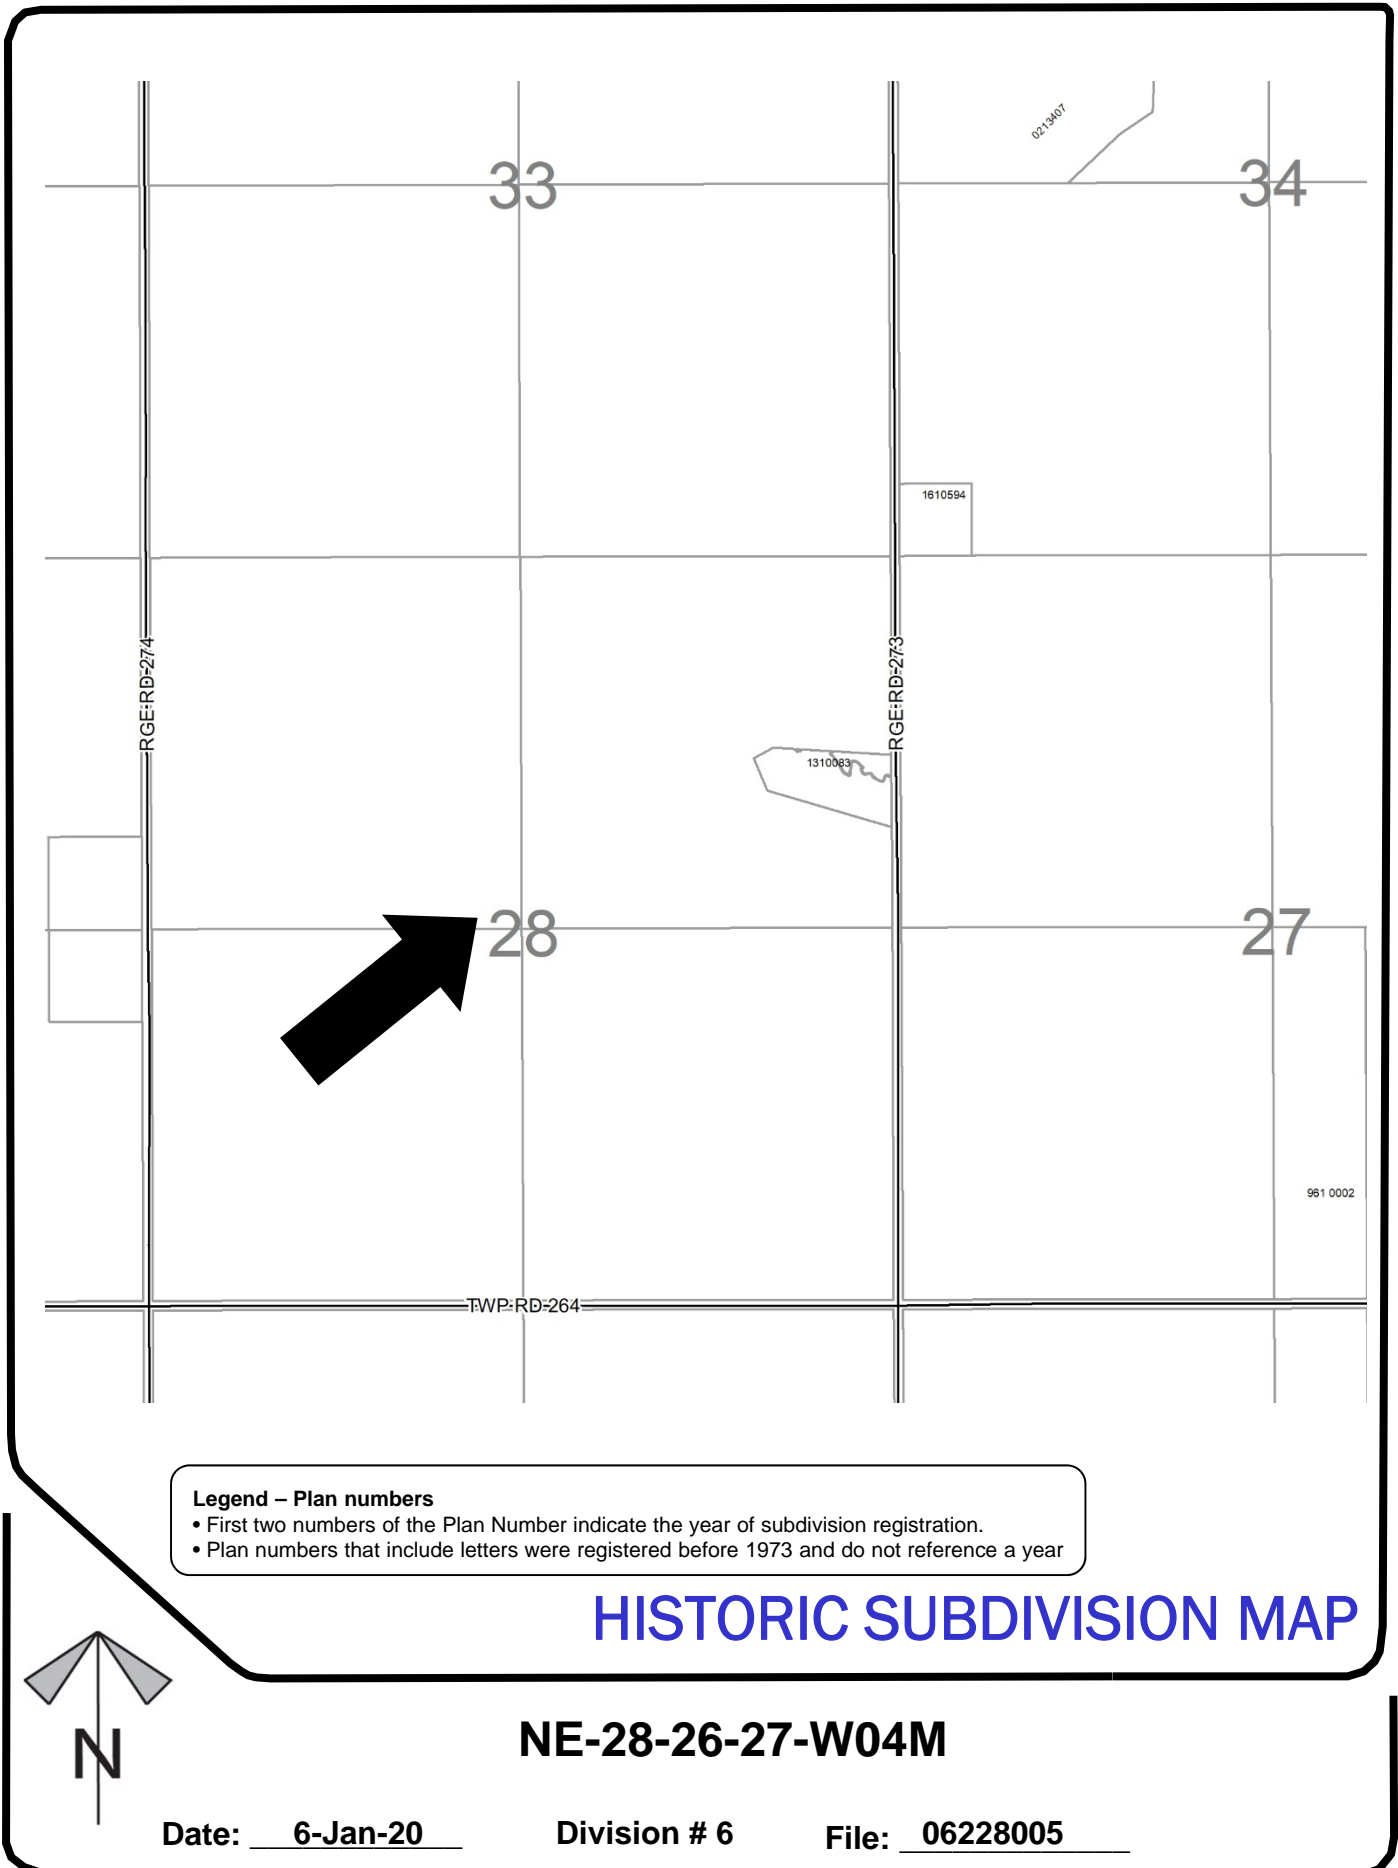 0213407
33
34
1610594
RGE RD 274
RGE RD 273
1310083
28
27
961 0002
TWP RD 264
Legend – Plan numbers
• First two numbers of the Plan Number indicate the year of subdivision registration.
• Plan numbers that include letters were registered before 1973 and do not reference a year
HISTORIC SUBDIVISION MAP
N
NE-28-26-27-W04M
Date: 6-Jan-20 Division # 6 File: 06228005